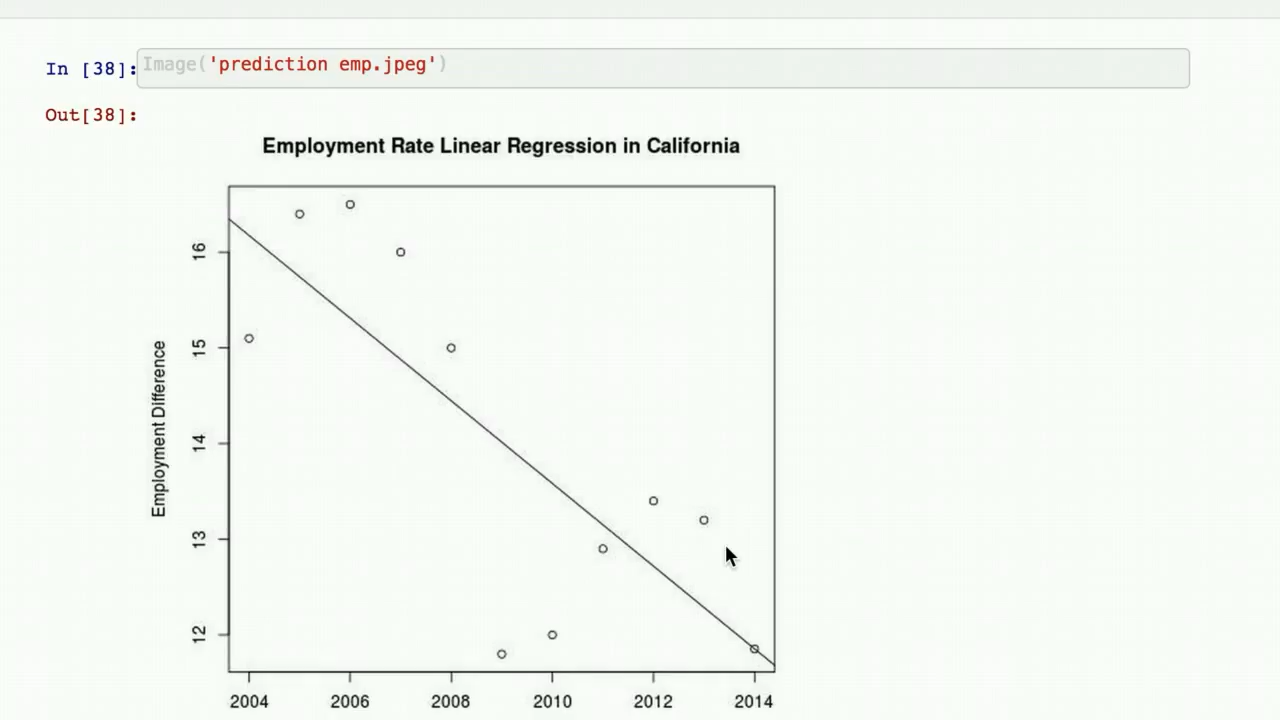 In [38]: Image('prediction emp.jpeg')
Out[38]:
Employment Rate Linear Regression in California
Employment Difference
16
15
14
13
12
2004 2006 2008 2010 2012 2014